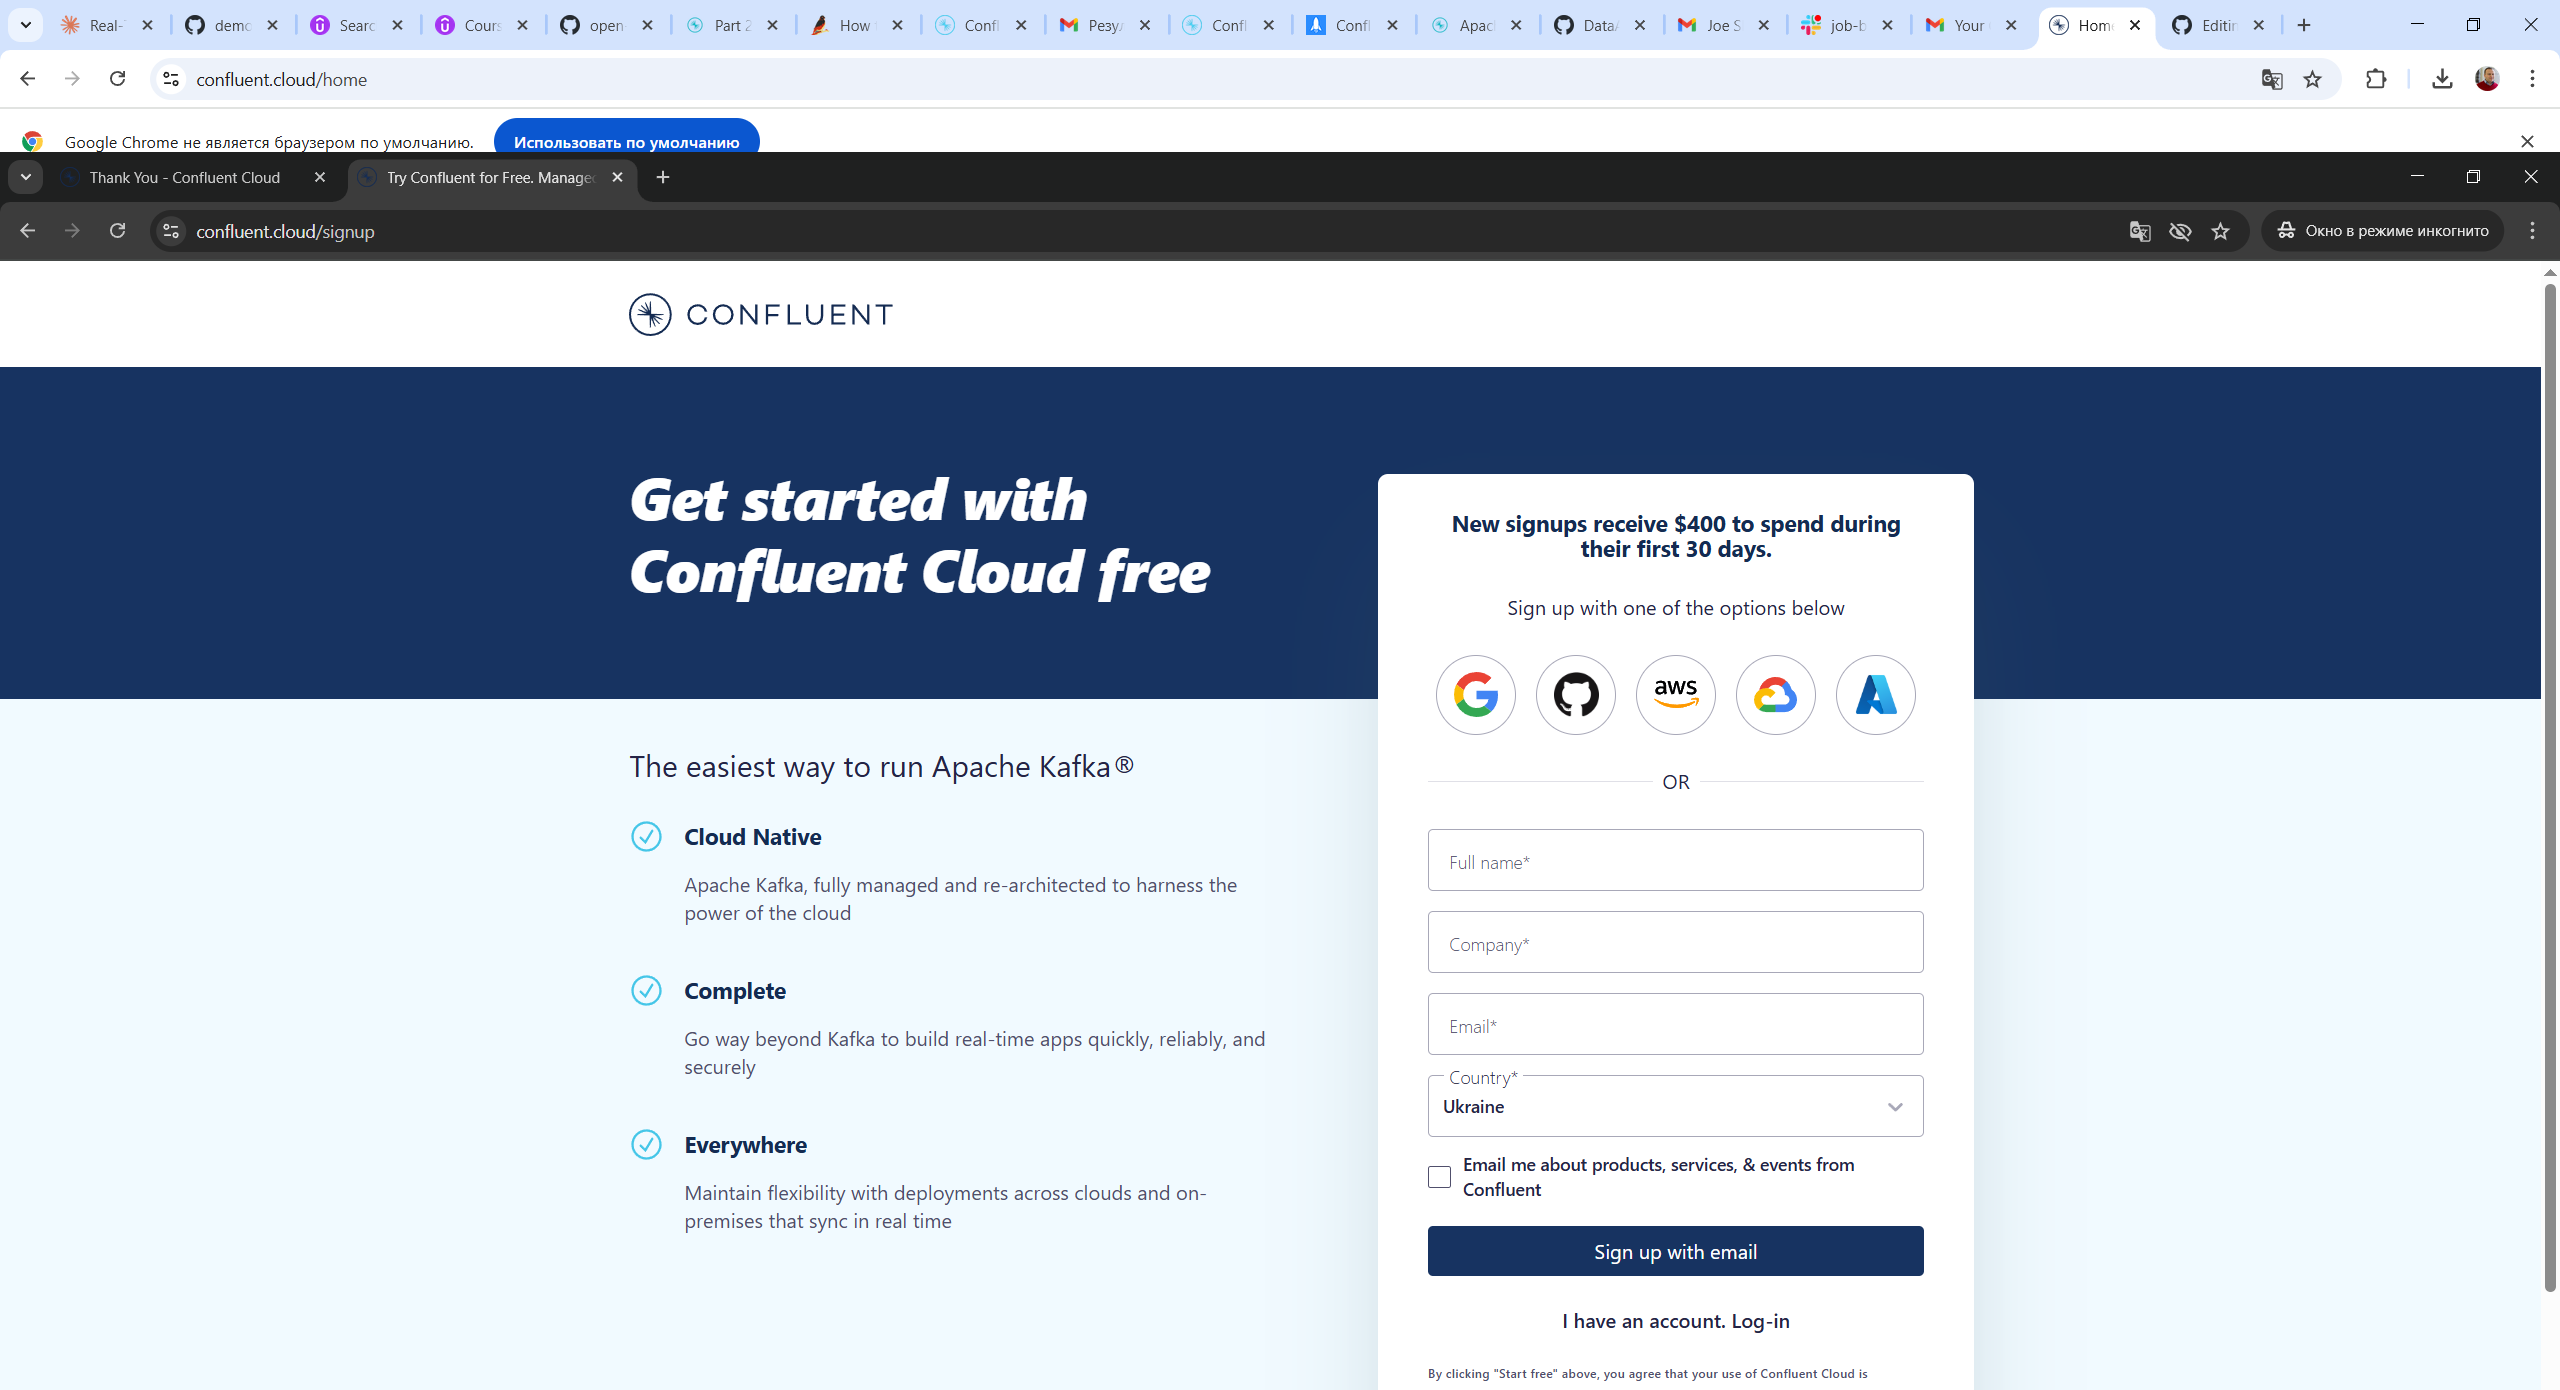 Real-
demo
Searc
Cours
open
Part 2
How
Confl
Резул
Confl
Confl
Apac
Data
Joe S
job-b
Your
Home
Editin
confluent.cloud/home
Google Chrome не является браузером по умолчанию.
Использовать по умолчанию
Thank You - Confluent Cloud
Try Confluent for Free. Managed
confluent.cloud/signup
Окно в режиме инкогнито
CONFLUENT
Get started with
Confluent Cloud free
The easiest way to run Apache Kafka®
Cloud Native
Apache Kafka, fully managed and re-architected to harness the
power of the cloud
Complete
Go way beyond Kafka to build real-time apps quickly, reliably, and
securely
Everywhere
Maintain flexibility with deployments across clouds and on-
premises that sync in real time
New signups receive $400 to spend during
their first 30 days.
Sign up with one of the options below
aws
OR
Full name*
Company*
Email*
Country*
Ukraine
Email me about products, services, & events from
Confluent
Sign up with email
I have an account. Log-in
By clicking "Start free" above, you agree that your use of Confluent Cloud is